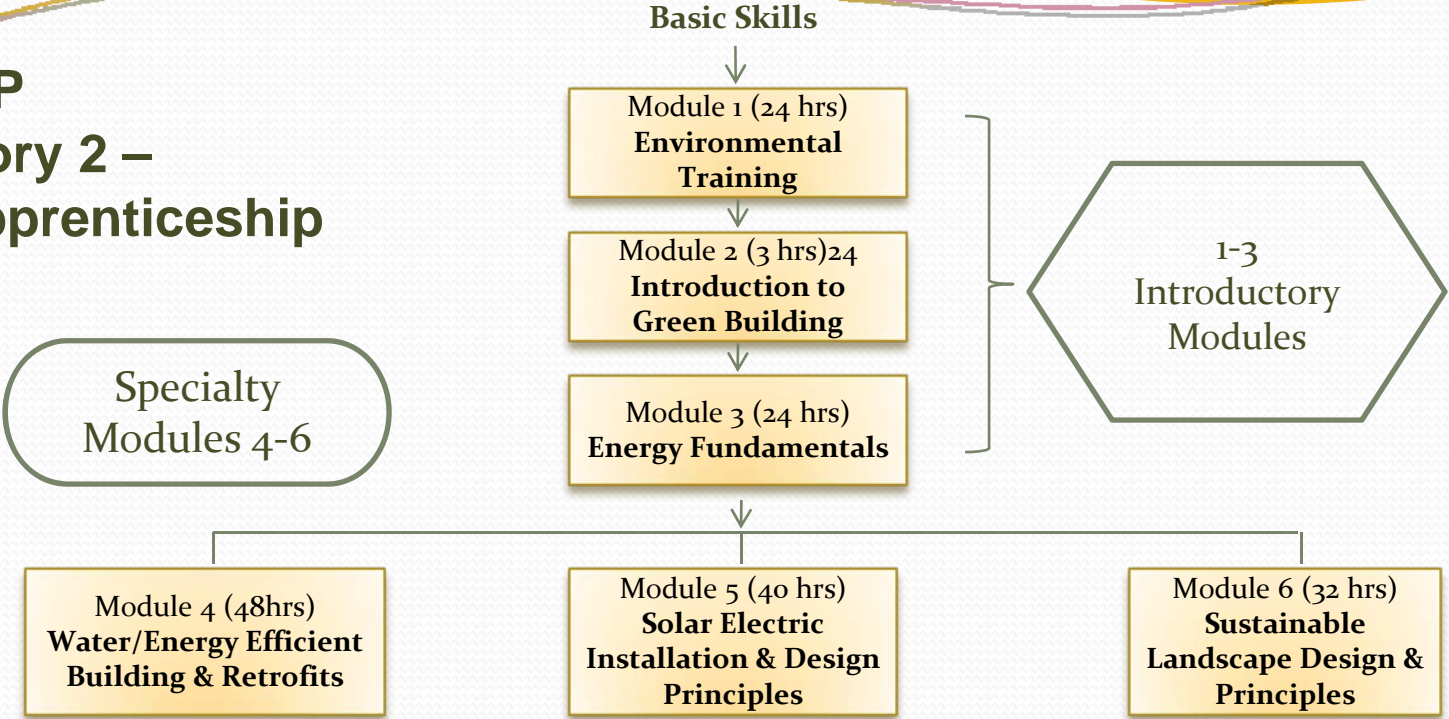 Basic Skills
P
ory 2 –
pprenticeship
Module 1 (24 hrs)
Environmental
Training
Module 2 (3 hrs)24
Introduction to
Green Building
Module 3 (24 hrs)
Energy Fundamentals
1-3
Introductory
Modules
Specialty
Modules 4-6
Module 4 (48hrs)
Water/Energy Efficient
Building & Retrofits
Module 5 (40 hrs)
Solar Electric
Installation & Design
Principles
Module 6 (32 hrs)
Sustainable
Landscape Design &
Principles